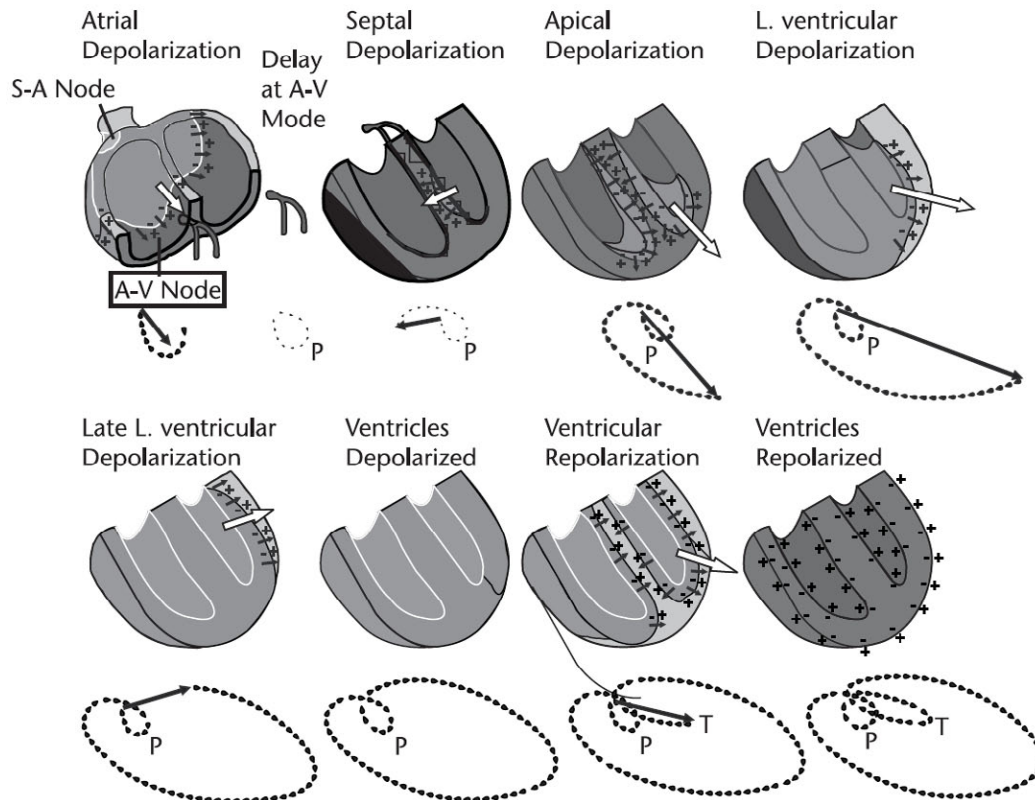 Atrial
Depolarization
S-A Node
Delay
at A-V
Mode
A-V Node
Septal
Depolarization
Apical
Depolarization
L. ventricular
Depolarization
P
P
P
P
Late L. ventricular
Depolarization
Ventricles
Depolarized
Ventricular
Repolarization
Ventricles
Repolarized
P
P
P
T
P
T